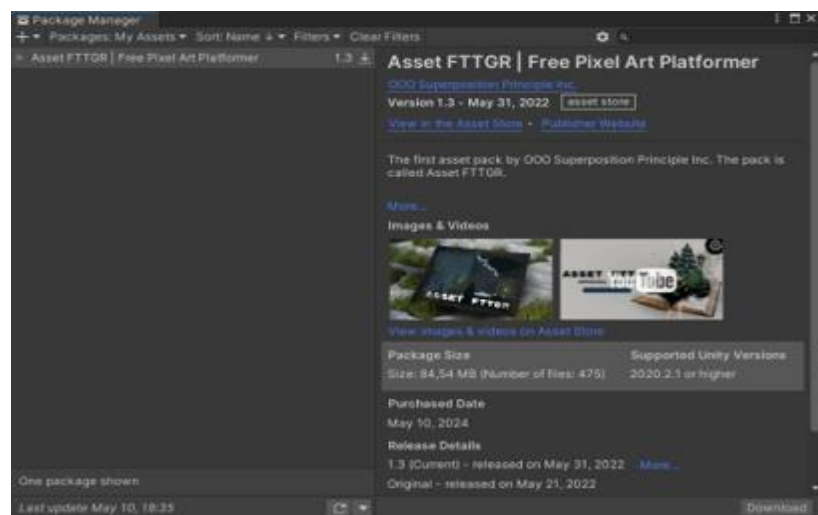 Package Manager
Packages: My Assets Sort: Name ↓ Filters Clear Filters
Asset FTTGR | Free Pixel Art Platformer 1.3
Asset FTTGR | Free Pixel Art Platformer
OOO Superposition Principle Inc.
Version 1.3 - May 31, 2022 asset store
View in the Asset Store • Publisher Website
The first asset pack by OOO Superposition Principle Inc. The pack is
called Asset FTTGR.
More...
Images & Videos
ASSET FTTGR
View images & videos on Asset Store
Package Size Supported Unity Versions
Size: 84,54 MB (Number of files: 475) 2020.2.1 or higher
Purchased Date
May 10, 2024
Release Details
1.3 (Current) - released on May 31, 2022 More...
Original - released on May 21, 2022
One package shown
Last update May 10, 18:35 Download